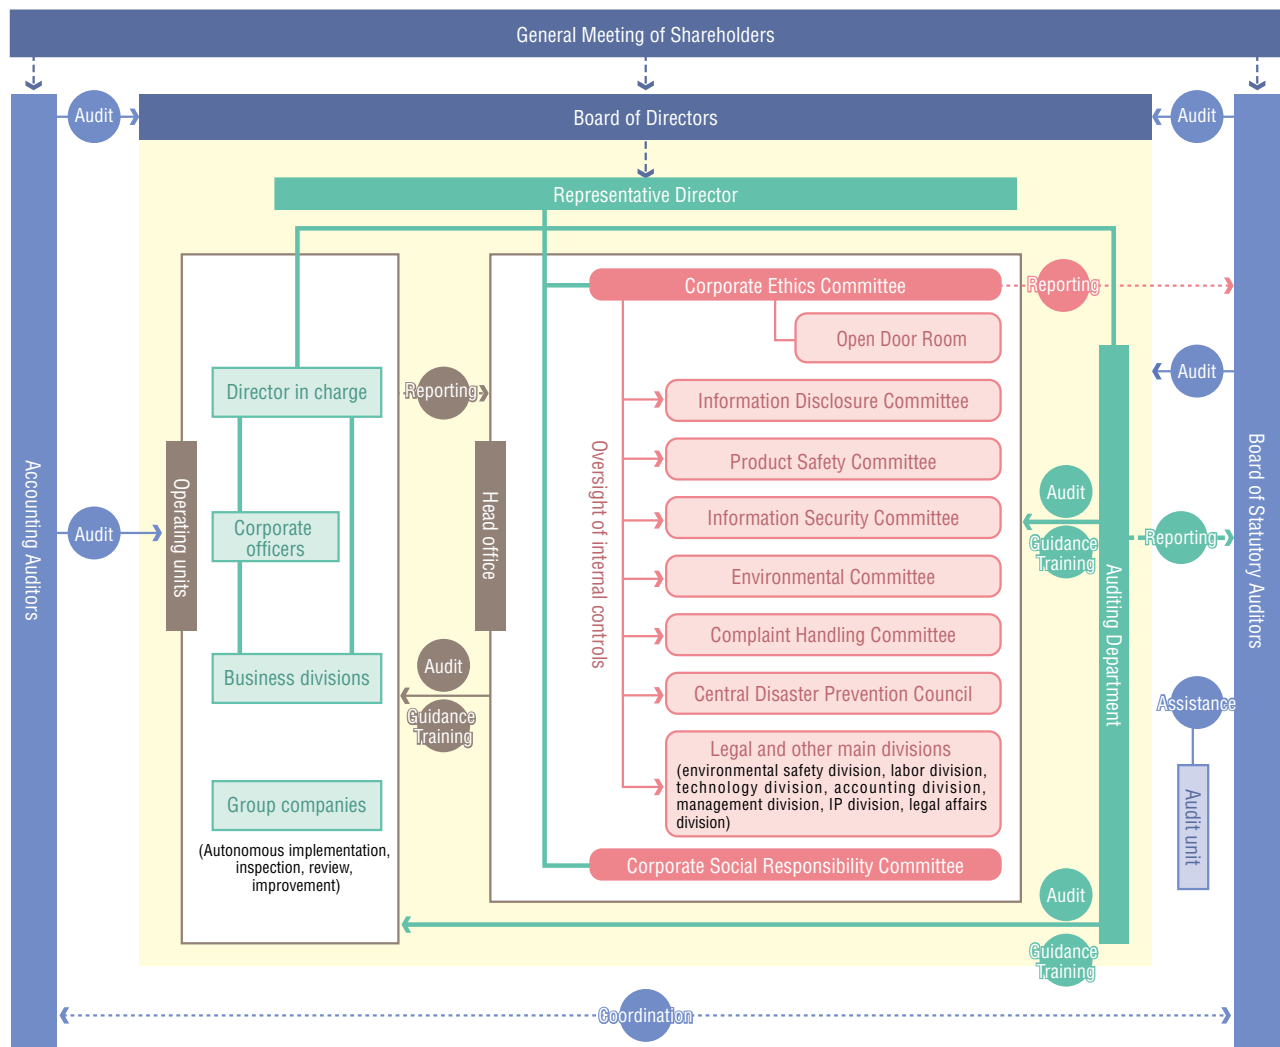 General Meeting of Shareholders
Audit
Board of Directors
Audit
Representative Director
Corporate Ethics Committee
Reporting
Open Door Room
Director in charge
Reporting
Audit
Information Disclosure Committee
Product Safety Committee
Information Security Committee
Environmental Committee
Complaint Handling Committee
Central Disaster Prevention Council
Legal and other main divisions
(environmental safety division, labor division,
technology division, accounting division,
management division, IP division, legal affairs
division)
Corporate Social Responsibility Committee
Oversight of internal controls
Head office
Operating units
Accounting Auditors
Audit
Corporate
officers
Business divisions
Audit
Guidance
Training
Group companies
(Autonomous implementation,
inspection, review,
improvement)
Audit
Guidance
Training
Reporting
Auditing Department
Board of Statutory Auditors
Assistance
Audit unit
Audit
Guidance
Training
Coordination